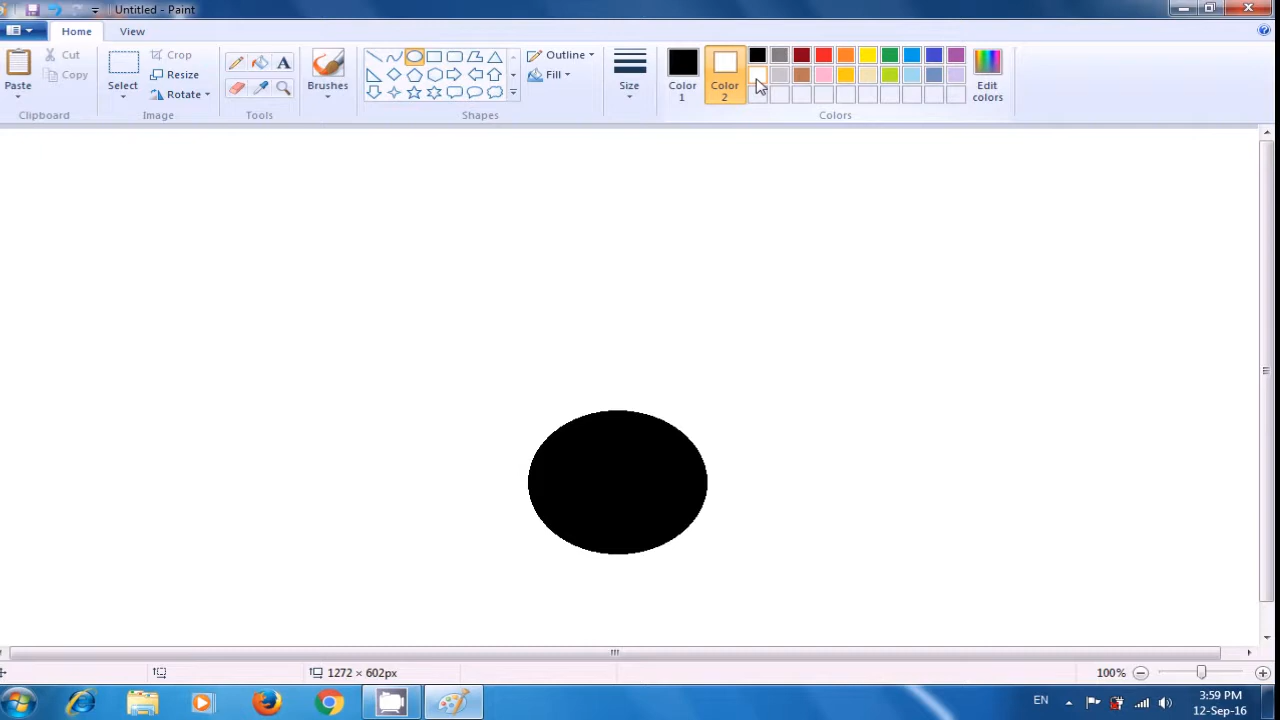 Untitled - Paint
Home
View
Paste
Cut
Copy
Clipboard
Select
Crop
Resize
Rotate
Image
Tools
Brushes
Shapes
Outline
Fill
Size
Color 1
Color 2
Edit colors
Colors
1272 × 602px
100%
EN
3:59 PM
12-Sep-16